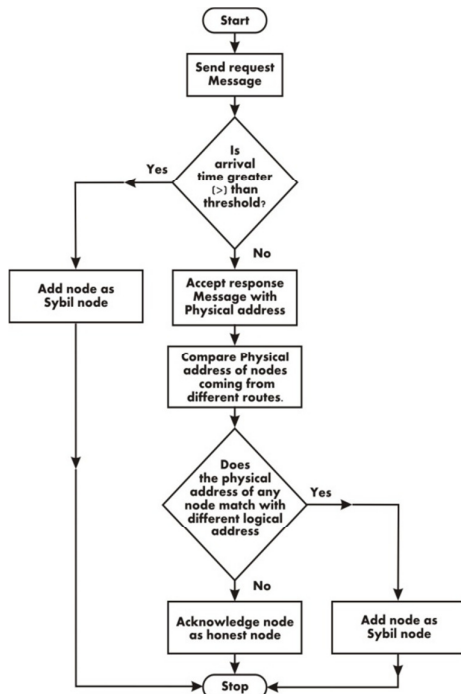 Start
Send request
Message
Is
arrival
time greater
(>) than
threshold?
Yes
No
Add node as
Sybil node
Accept response
Message with
Physical address
Compare Physical
address of nodes
coming from
different routes.
Does
the physical
address of any
node match with
different logical
address
Yes
No
Acknowledge node
as honest node
Add node as
Sybil node
Stop